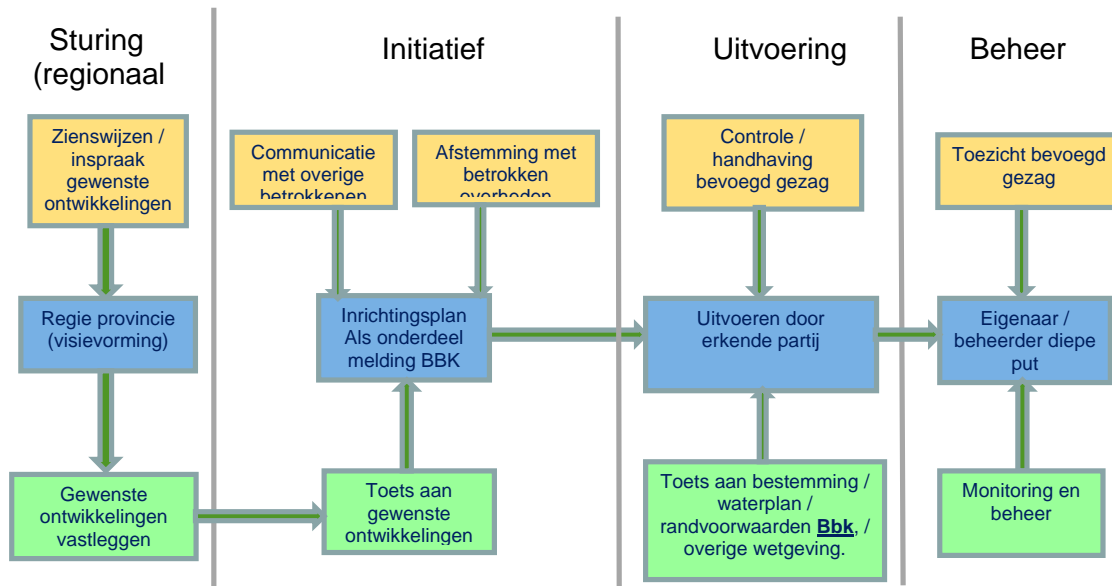 Sturing
(regionaal
Initiatief
Uitvoering
Beheer
Zienswijzen /
inspraak
gewenste
ontwikkelingen
Communicatie
met overige
betrokkenen
Afstemming met
betrokken
overheden
Controle /
handhaving
bevoegd gezag
Toezicht bevoegd
gezag
Regie provincie
(visievorming)
Inrichtingsplan
Als onderdeel
melding BBK
Uitvoeren door
erkende partij
Eigenaar /
beheerder diepe
put
Gewenste
ontwikkelingen
vastleggen
Toets aan
gewenste
ontwikkelingen
Toets aan bestemming /
waterplan /
randvoorwaarden Bbk, /
overige wetgeving.
Monitoring en
beheer